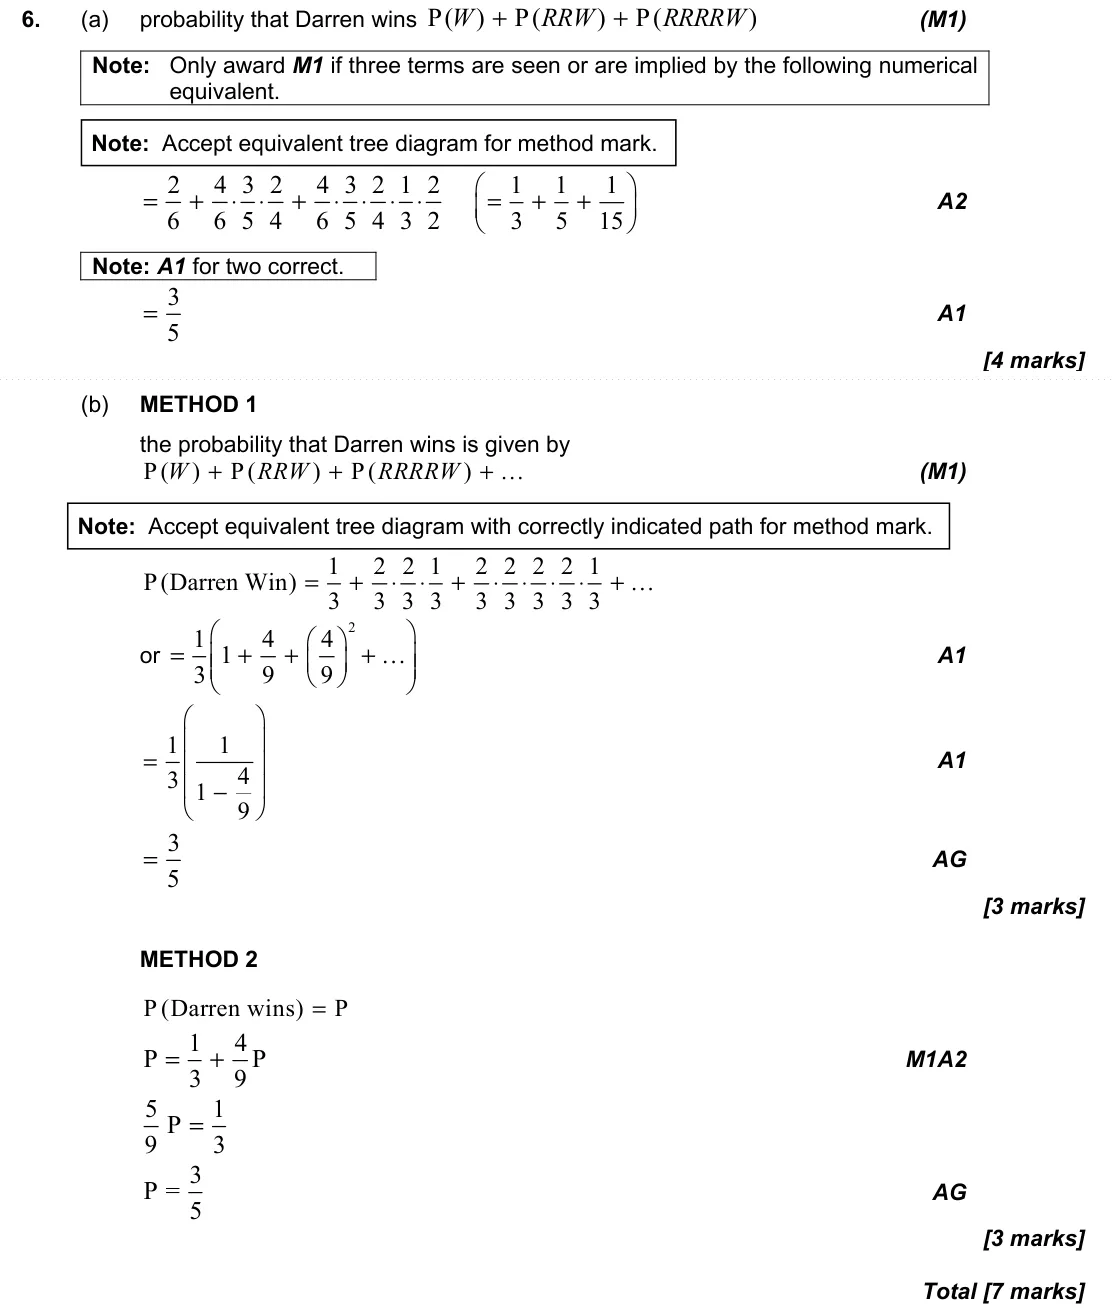 6. (a) probability that Darren wins P(W) + P(RRW) + P(RRRRW) (M1)
Note: Only award M1 if three terms are seen or are implied by the following numerical
equivalent.
Note: Accept equivalent tree diagram for method mark.
= 2/6 + 4/6 · 3/5 · 2/4 + 4/6 · 3/5 · 2/4 · 1/3 · 2/2 (= 1/3 + 1/5 + 1/15) A2
Note: A1 for two correct.
= 3/5 A1
[4 marks]
(b) METHOD 1
the probability that Darren wins is given by
P(W) + P(RRW) + P(RRRRW) + … (M1)
Note: Accept equivalent tree diagram with correctly indicated path for method mark.
P(Darren Win) = 1/3 + 2/3 · 2/3 · 1/3 + 2/3 · 2/3 · 2/3 · 2/3 · 1/3 + …
or = 1/3 (1 + 4/9 + (4/9)² + …) A1
= 1/3 (1/(1 − 4/9)) A1
= 3/5 AG
[3 marks]
METHOD 2
P(Darren wins) = P
P = 1/3 + 4/9 P M1A2
5/9 P = 1/3
P = 3/5 AG
[3 marks]
Total [7 marks]